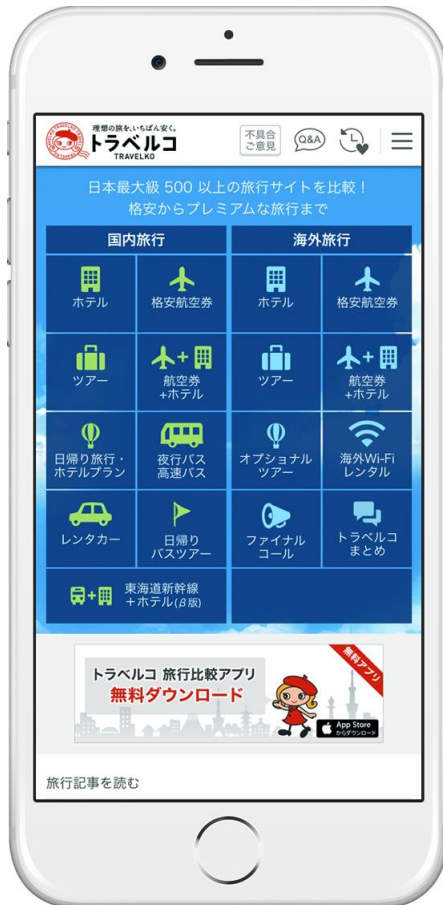 理想の旅を、いちばん安く。
トラベルコ
TRAVELKO
不具合
ご意見
Q&A
日本最大級 500 以上の旅行サイトを比較！
格安からプレミアムな旅行まで
国内旅行
海外旅行
ホテル
格安航空券
ホテル
格安航空券
ツアー
航空券
+ホテル
ツアー
航空券
+ホテル
日帰り旅行・
ホテルプラン
夜行バス
高速バス
オプショナル
ツアー
海外Wi-Fi
レンタル
レンタカー
日帰り
バスツアー
ファイナル
コール
トラベルコ
まとめ
東海道新幹線
+ホテル(β版)
トラベルコ 旅行比較アプリ
無料ダウンロード
無料アプリ
App Store
からダウンロード
旅行記事を読む